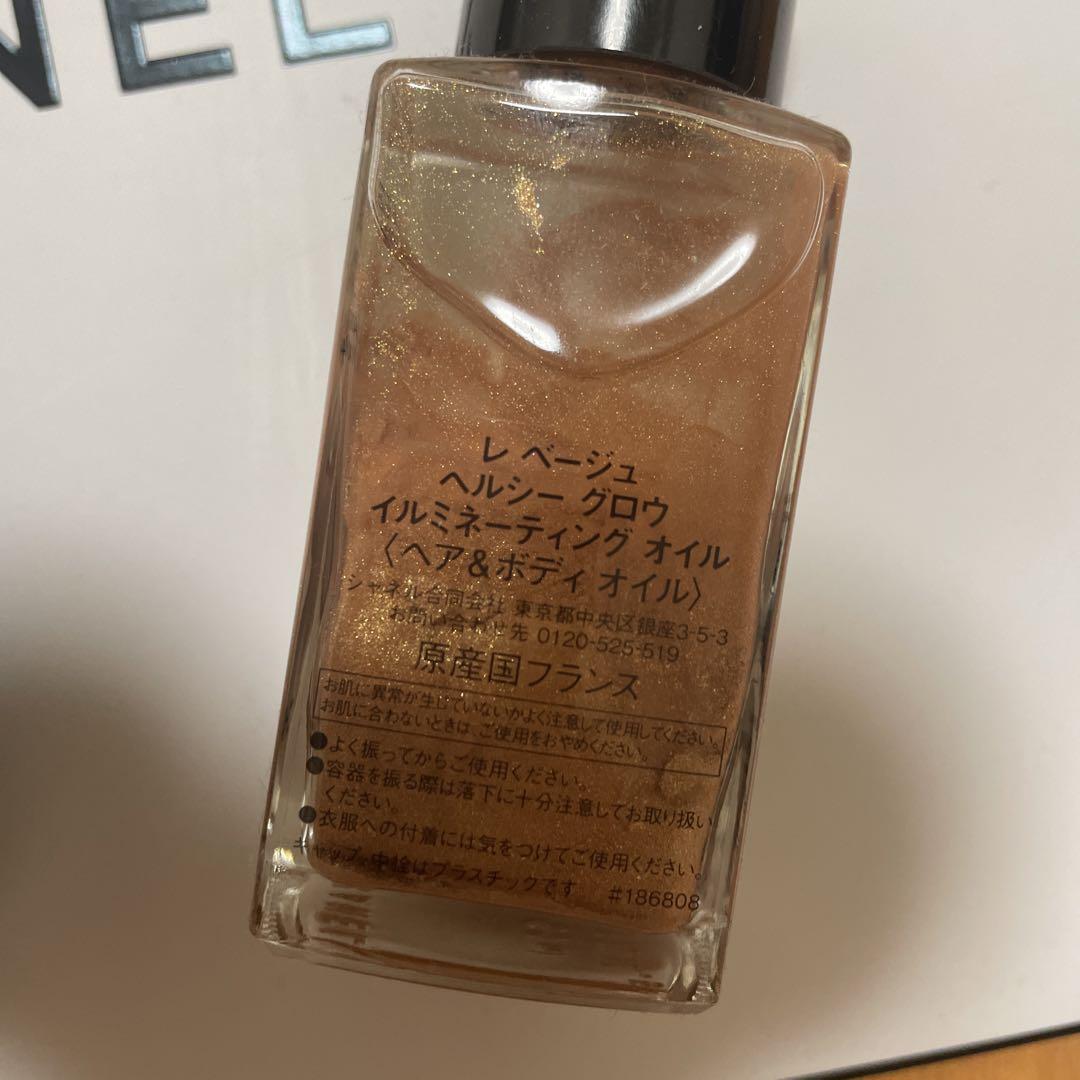 NEL
レ ベージュ
ヘルシー グロウ
イルミネーティング オイル
〈ヘア&ボディ オイル〉
シャネル合同会社 東京都中央区銀座3-5-3
お問い合わせ先 0120-525-519
原産国フランス
お肌に異常が生じていないかよく注意して使用してください。
お肌に合わないときは、ご使用をおやめください。
●よく振ってからご使用ください。
●容器を振る際は落下に十分注意してお取り扱い
ください。
●衣服への付着には気をつけてご使用ください。
キャップ、中栓はプラスチックです #186808